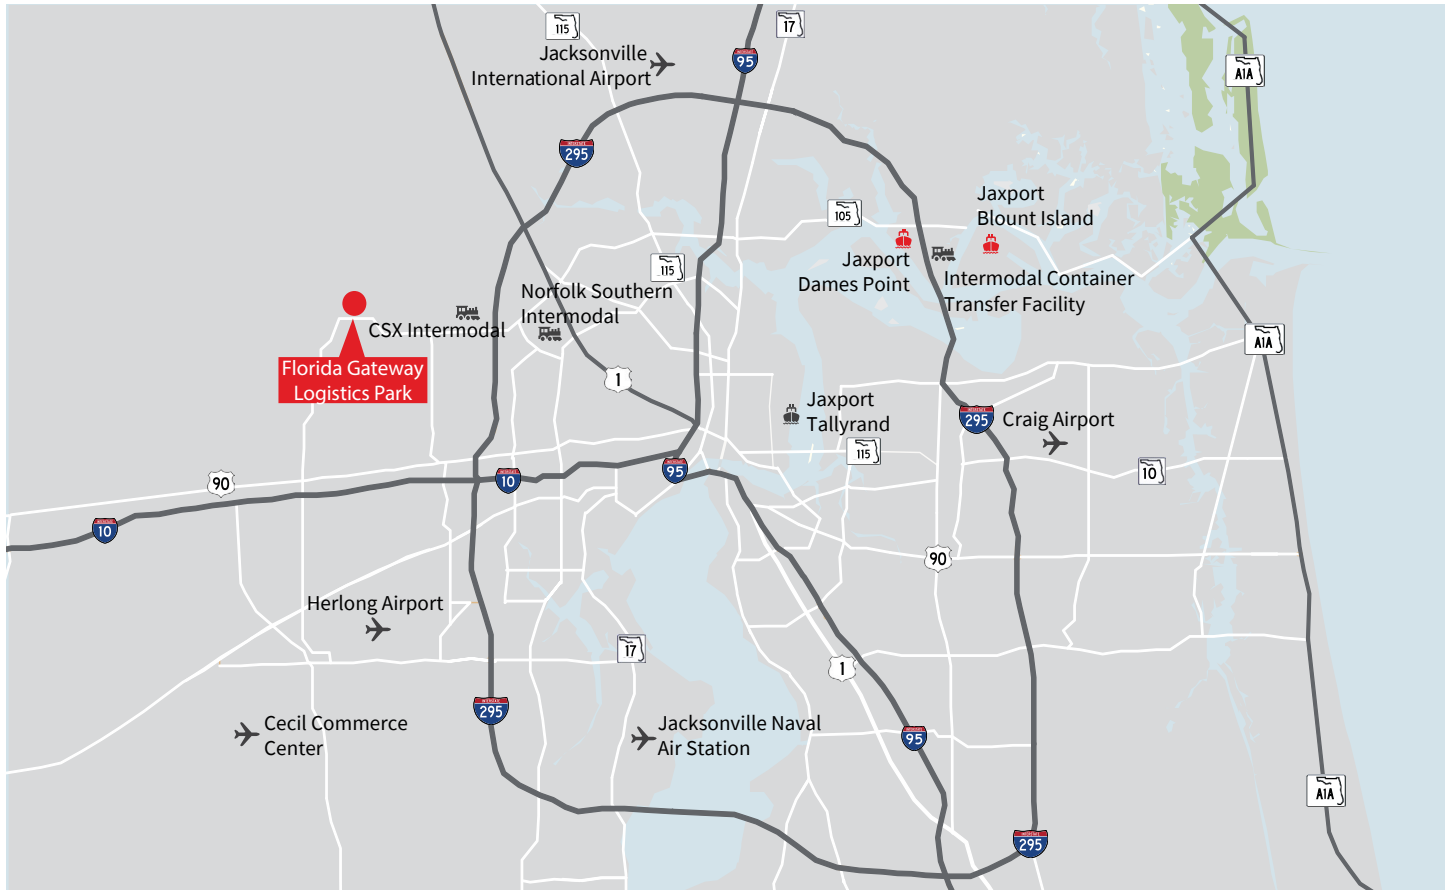 115
17
Jacksonville
International Airport
95
A1A
295
Jaxport
Blount Island
105
Jaxport
Dames Point
115
Intermodal Container
Transfer Facility
Norfolk Southern
Intermodal
CSX Intermodal
A1A
Florida Gateway
Logistics Park
1
Jaxport
Tallyrand
295
Craig Airport
115
95
10
10
90
10
90
Herlong Airport
17
1
295
Cecil Commerce
Center
Jacksonville Naval
Air Station
95
A1A
295